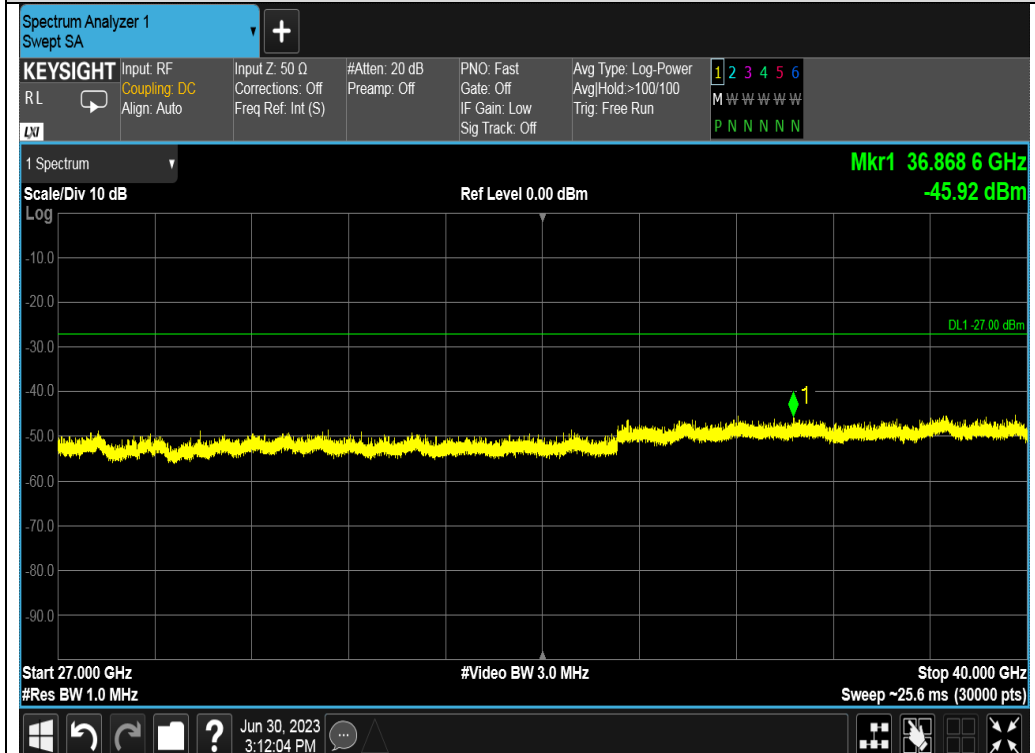 Spectrum Analyzer 1
Swept SA
+
KEYSIGHT
R L
LXI
Input: RF
Coupling: DC
Align: Auto
Input Z: 50 Ω
Corrections: Off
Freq Ref: Int (S)
#Atten: 20 dB
Preamp: Off
PNO: Fast
Gate: Off
IF Gain: Low
Sig Track: Off
Avg Type: Log-Power
Avg|Hold:>100/100
Trig: Free Run
1 2 3 4 5 6
M W W W W W
P N N N N N
1 Spectrum
Mkr1 36.868 6 GHz
-45.92 dBm
Scale/Div 10 dB
Ref Level 0.00 dBm
Log
-10.0
-20.0
DL1 -27.00 dBm
-30.0
-40.0
1
-50.0
-60.0
-70.0
-80.0
-90.0
Start 27.000 GHz
#Video BW 3.0 MHz
Stop 40.000 GHz
#Res BW 1.0 MHz
Sweep ~25.6 ms (30000 pts)
?
Jun 30, 2023
3:12:04 PM